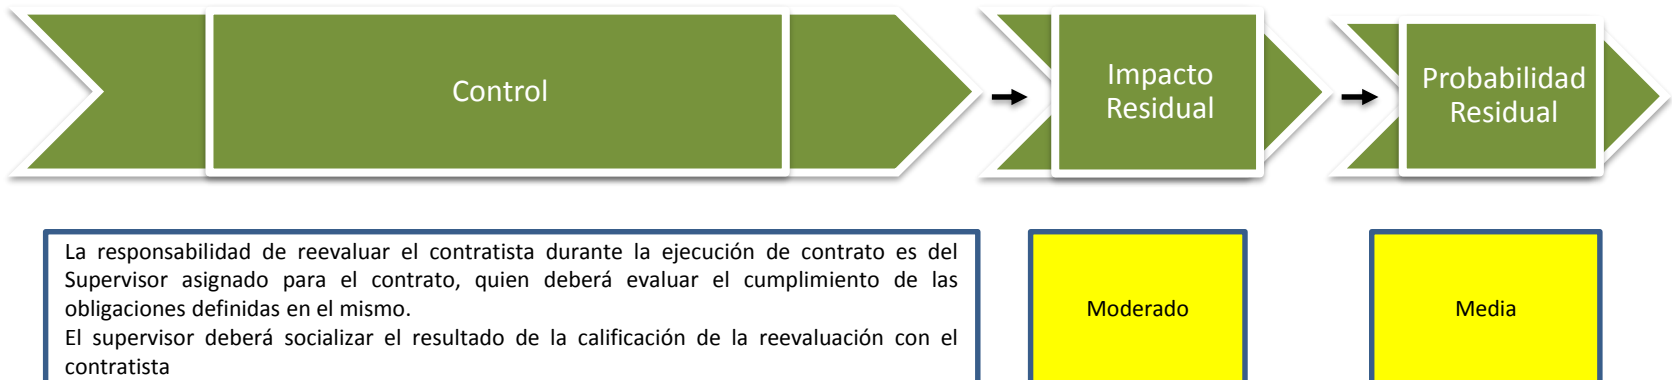 Control
Impacto
Residual
Probabilidad
Residual
La responsabilidad de reevaluar el contratista durante la ejecución de contrato es del
Supervisor asignado para el contrato, quien deberá evaluar el cumplimiento de las
obligaciones definidas en el mismo.
El supervisor deberá socializar el resultado de la calificación de la reevaluación con el
contratista
Moderado
Media